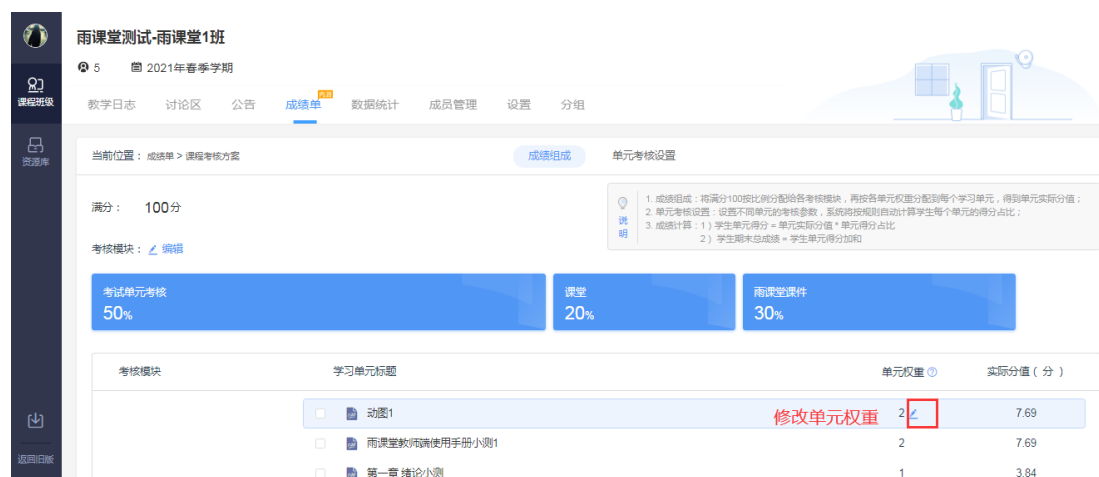 雨课堂测试-雨课堂1班
5 2021年春季学期
课程班级
教学日志 讨论区 公告 成绩单 内测 数据统计 成员管理 设置 分组
资源库
当前位置： 成绩单 > 课程考核方案 成绩组成 单元考核设置
满分： 100分
说明
1. 成绩组成：将满分100按比例分配给各考核模块，再按各单元权重分配到每个学习单元，得到单元实际分值；
2. 单元考核设置：设置不同单元的考核参数，系统将按规则自动计算学生每个单元的得分占比；
3. 成绩计算：1）学生单元得分 = 单元实际分值 * 单元得分占比
2） 学生期末总成绩 = 学生单元得分加和
考核模块： 编辑
考试单元考核 课堂 雨课堂课件
50% 20% 30%
考核模块 学习单元标题 单元权重 ? 实际分值（ 分 ）
动图1 修改单元权重 2 7.69
雨课堂教师端使用手册小测1 2 7.69
第一章 绪论小测 1 3.84
返回旧版